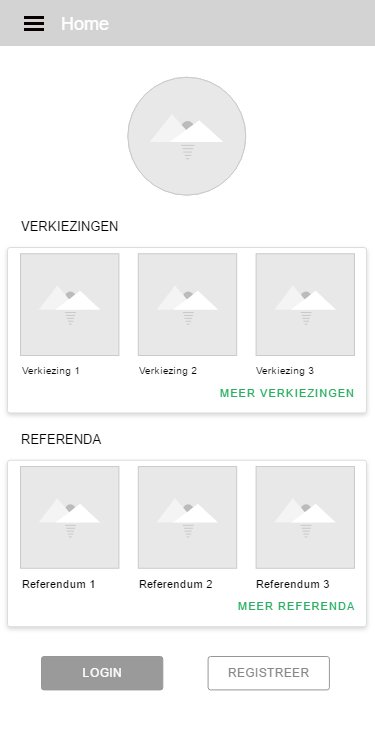 Home
VERKIEZINGEN
Verkiezing 1 Verkiezing 2 Verkiezing 3
MEER VERKIEZINGEN
REFERENDA
Referendum 1 Referendum 2 Referendum 3
MEER REFERENDA
LOGIN REGISTREER